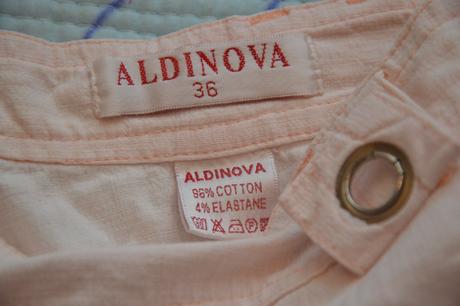 ALDINOVA
36
ALDINOVA
96% COTTON
4% ELASTANE